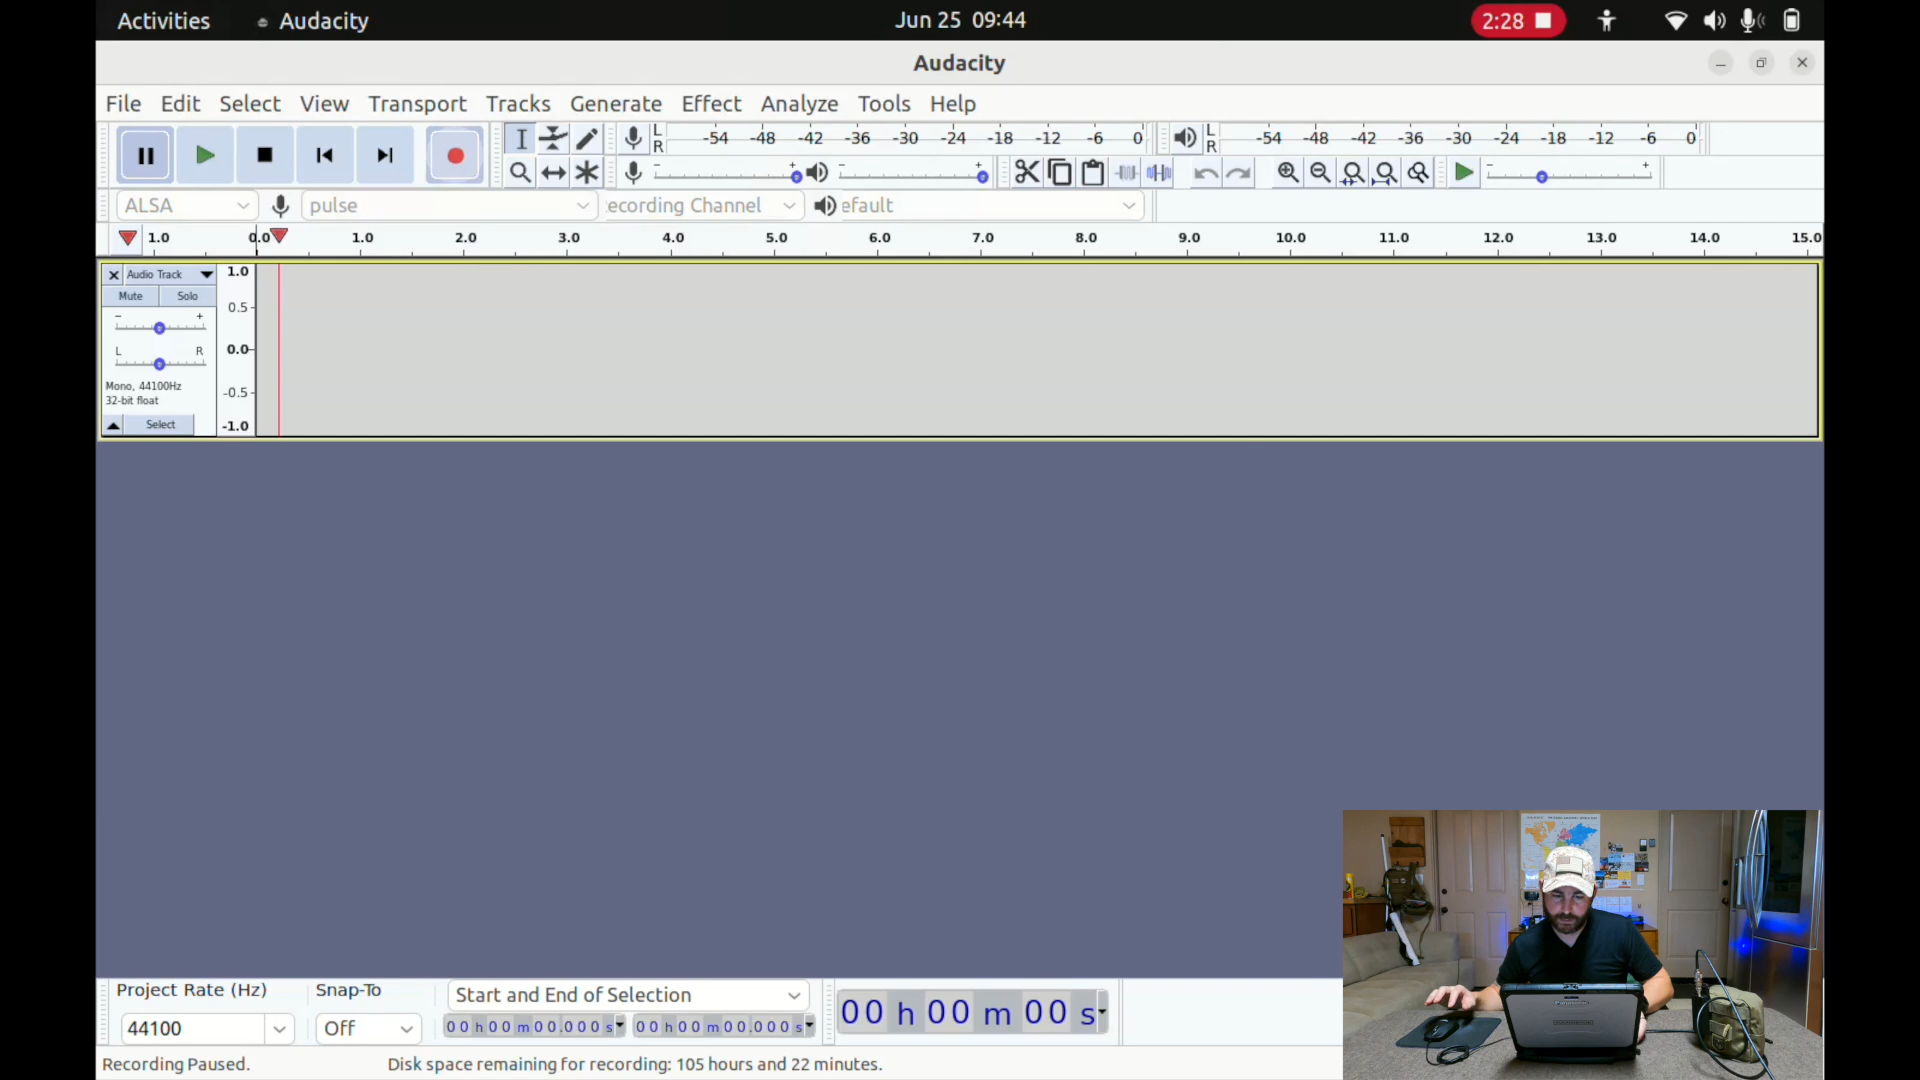 Activities
Audacity
Jun 25 09:44
2:28
Audacity
File Edit Select View Transport Tracks Generate Effect Analyze Tools Help
L
R
-54 -48 -42 -36 -30 -24 -18 -12 -6 0
L
R
-54 -48 -42 -36 -30 -24 -18 -12 -6 0
- +
- +
- +
ALSA
pulse
ecording Channel
efault
1.0 0.0 1.0 2.0 3.0 4.0 5.0 6.0 7.0 8.0 9.0 10.0 11.0 12.0 13.0 14.0 15.0
Audio Track
Mute Solo
- +
L R
Mono, 44100Hz
32-bit float
Select
1.0
0.5
0.0
-0.5
-1.0
Project Rate (Hz)
Snap-To
Start and End of Selection
44100
Off
00 h 00 m 00.000 s
00 h 00 m 00.000 s
00 h 00 m 00 s
Recording Paused.
Disk space remaining for recording: 105 hours and 22 minutes.